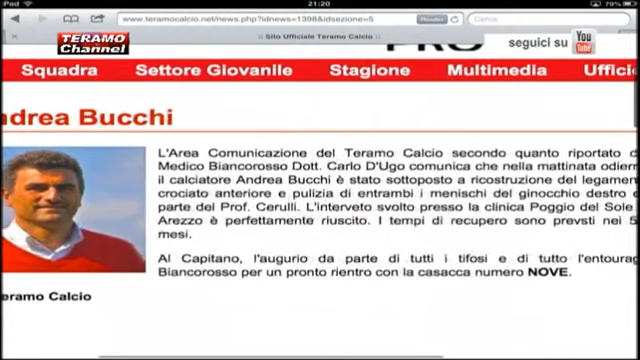 iPad
21:20
79%
www.teramocalcio.net/news.php?idnews=1398&idsezione=5
Reader
Cerca
:: Sito Ufficiale Teramo Calcio ::
TERAMO
Channel
PRO
seguici su You Tube
Squadra Settore Giovanile Stagione Multimedia Uffici
ndrea Bucchi
L'Area Comunicazione del Teramo Calcio secondo quanto riportato d
Medico Biancorosso Dott. Carlo D'Ugo comunica che nella mattinata odiern
il calciatore Andrea Bucchi è stato sottoposto a ricostruzione del legamen
crociato anteriore e pulizia di entrambi i menischi del ginocchio destro
parte del Prof. Cerulli. L'interveto svolto presso la clinica Poggio del Sole
Arezzo è perfettamente riuscito. I tempi di recupero sono prevsti nei 5
mesi.
Al Capitano, l'augurio da parte di tutti i tifosi e di tutto l'entourag
Biancorosso per un pronto rientro con la casacca numero NOVE.
eramo Calcio